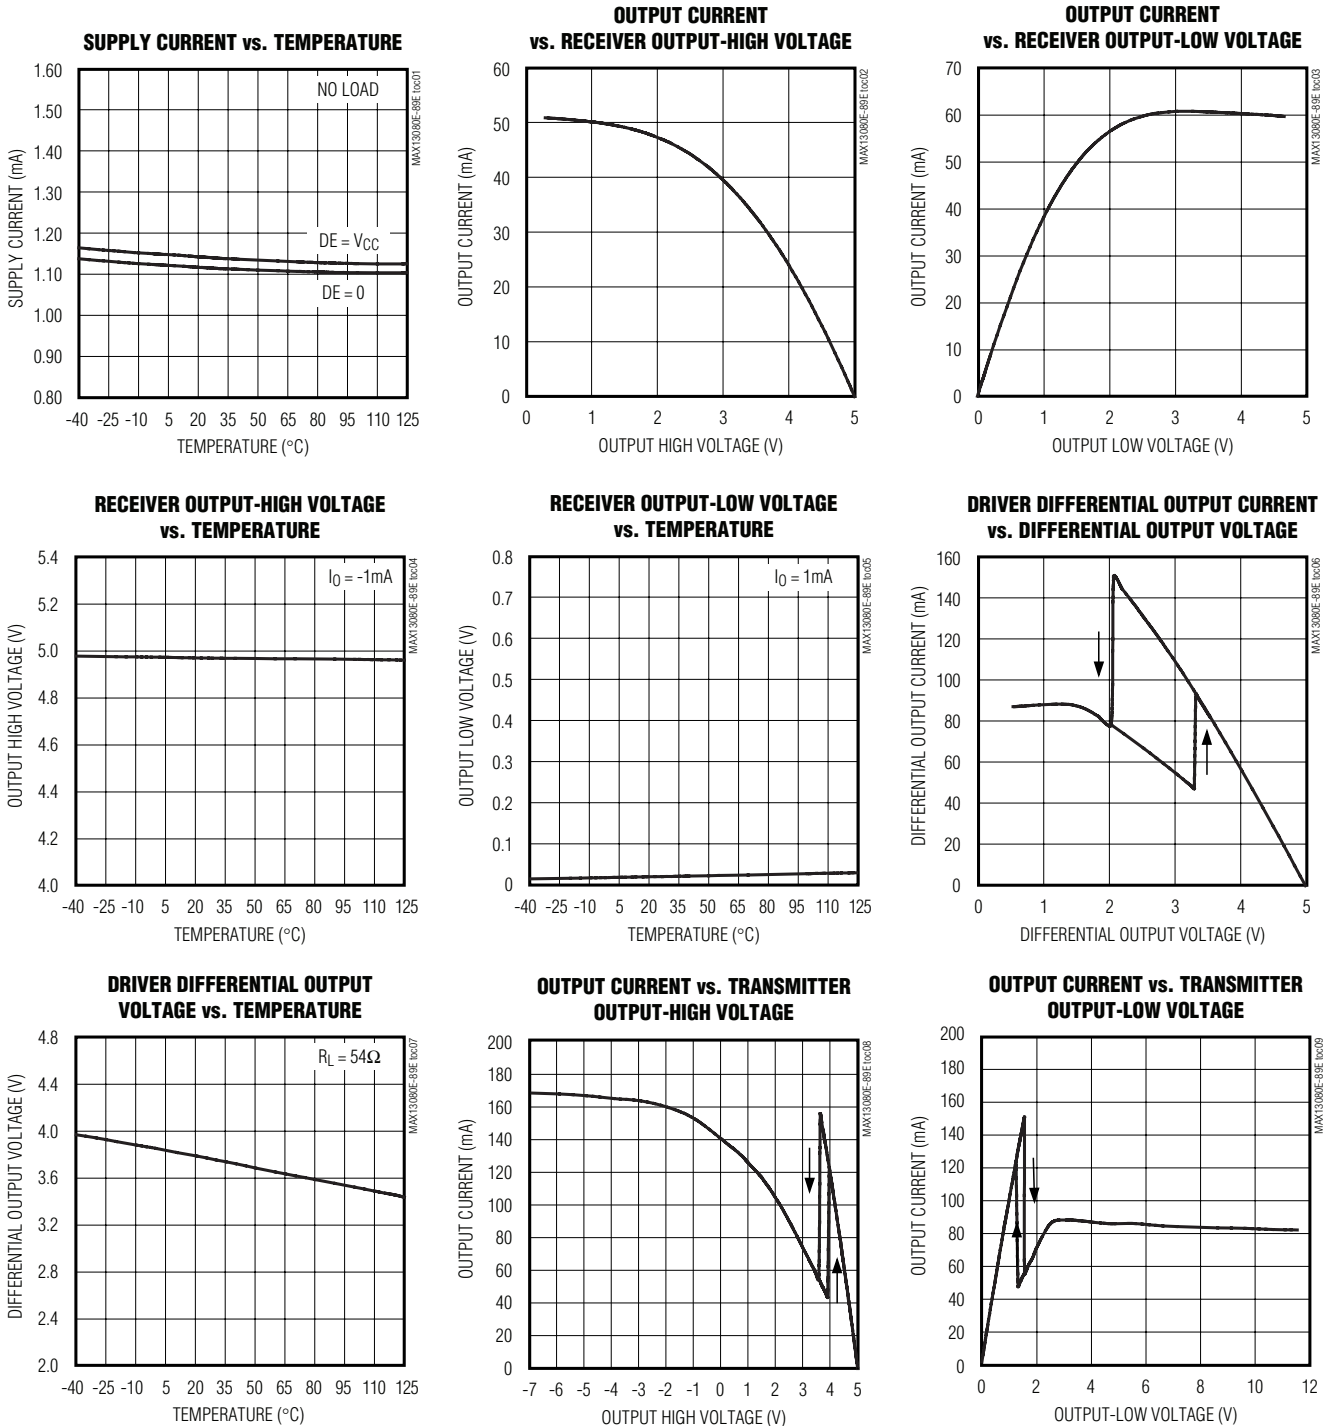 SUPPLY CURRENT vs. TEMPERATURE
1.60
1.50
1.40
1.30
1.20
1.10
1.00
0.90
0.80
SUPPLY CURRENT (mA)
NO LOAD
DE = VCC
DE = 0
-40 -25 -10 5 20 35 50 65 80 95 110 125
TEMPERATURE (°C)
MAX13080E-89E toc01
OUTPUT CURRENT
vs. RECEIVER OUTPUT-HIGH VOLTAGE
60
50
40
30
20
10
0
OUTPUT CURRENT (mA)
0 1 2 3 4 5
OUTPUT HIGH VOLTAGE (V)
MAX13080E-89E toc02
OUTPUT CURRENT
vs. RECEIVER OUTPUT-LOW VOLTAGE
70
60
50
40
30
20
10
0
OUTPUT CURRENT (mA)
0 1 2 3 4 5
OUTPUT LOW VOLTAGE (V)
MAX13080E-89E toc03
RECEIVER OUTPUT-HIGH VOLTAGE
vs. TEMPERATURE
5.4
5.2
5.0
4.8
4.6
4.4
4.2
4.0
OUTPUT HIGH VOLTAGE (V)
IO = -1mA
-40 -25 -10 5 20 35 50 65 80 95 110 125
TEMPERATURE (°C)
MAX13080E-89E toc04
RECEIVER OUTPUT-LOW VOLTAGE
vs. TEMPERATURE
0.8
0.7
0.6
0.5
0.4
0.3
0.2
0.1
0
OUTPUT LOW VOLTAGE (V)
IO = 1mA
-40 -25 -10 5 20 35 50 65 80 95 110 125
TEMPERATURE (°C)
MAX13080E-89E toc05
DRIVER DIFFERENTIAL OUTPUT CURRENT
vs. DIFFERENTIAL OUTPUT VOLTAGE
160
140
120
100
80
60
40
20
0
DIFFERENTIAL OUTPUT CURRENT (mA)
0 1 2 3 4 5
DIFFERENTIAL OUTPUT VOLTAGE (V)
MAX13080E-89E toc06
DRIVER DIFFERENTIAL OUTPUT
VOLTAGE vs. TEMPERATURE
4.8
4.4
4.0
3.6
3.2
2.8
2.4
2.0
DIFFERENTIAL OUTPUT VOLTAGE (V)
RL = 54Ω
-40 -25 -10 5 20 35 50 65 80 95 110 125
TEMPERATURE (°C)
MAX13080E-89E toc07
OUTPUT CURRENT vs. TRANSMITTER
OUTPUT-HIGH VOLTAGE
200
180
160
140
120
100
80
60
40
20
0
OUTPUT CURRENT (mA)
-7 -6 -5 -4 -3 -2 -1 0 1 2 3 4 5
OUTPUT HIGH VOLTAGE (V)
MAX13080E-89E toc08
OUTPUT CURRENT vs. TRANSMITTER
OUTPUT-LOW VOLTAGE
200
180
160
140
120
100
80
60
40
20
0
OUTPUT CURRENT (mA)
0 2 4 6 8 10 12
OUTPUT-LOW VOLTAGE (V)
MAX13080E-89E toc09